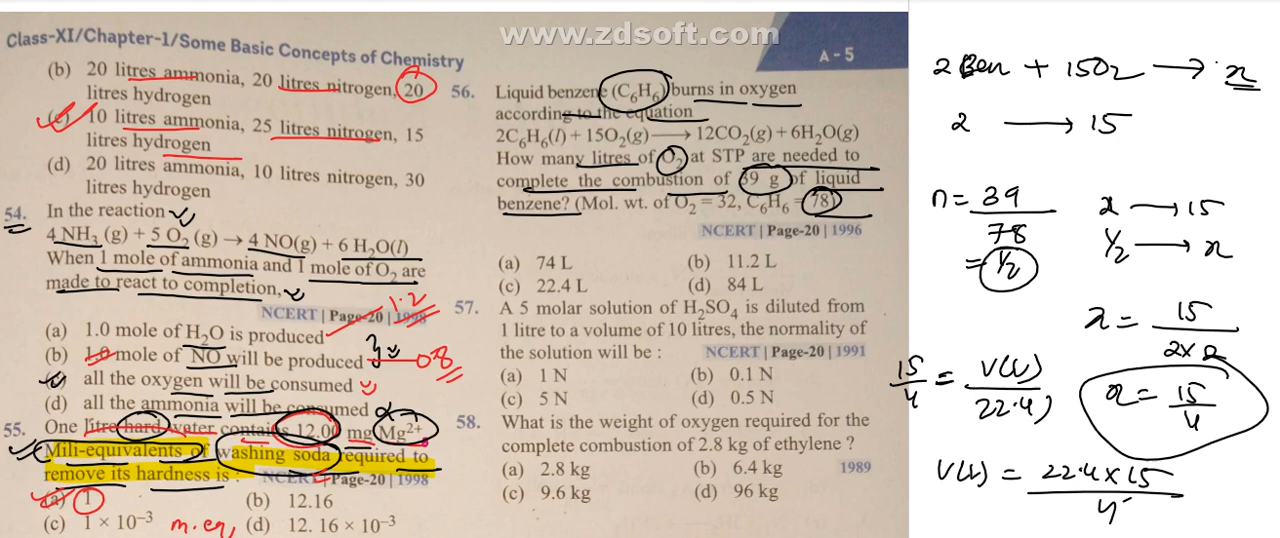 www.zdsoft.com
Class-XI/Chapter-1/Some Basic Concepts of Chemistry
A - 5
(b) 20 litres ammonia, 20 litres nitrogen, 20
litres hydrogen
(c) 10 litres ammonia, 25 litres nitrogen, 15
litres hydrogen
(d) 20 litres ammonia, 10 litres nitrogen, 30
litres hydrogen
54. In the reaction
4 NH₃ (g) + 5 O₂ (g) → 4 NO(g) + 6 H₂O(l)
When 1 mole of ammonia and 1 mole of O₂ are
made to react to completion,
NCERT | Page-20 | 1998
1.2
(a) 1.0 mole of H₂O is produced
(b) 1.0 mole of NO will be produced
0.8
all the oxygen will be consumed
(d) all the ammonia will be consumed
55. One litre hard water contains 12.00 mg Mg²⁺
Mili-equivalents of washing soda required to
remove its hardness is :
NCERT | Page-20 | 1998
(a) 1
(b) 12.16
(c) 1 × 10⁻³
m.eq,
(d) 12. 16 × 10⁻³
56. Liquid benzene (C₆H₆) burns in oxygen
according to the equation
2C₆H₆(l) + 15O₂(g) ⟶ 12CO₂(g) + 6H₂O(g)
How many litres of O₂ at STP are needed to
complete the combustion of 39 g of liquid
benzene? (Mol. wt. of O₂ = 32, C₆H₆ = 78)
NCERT | Page-20 | 1996
(a) 74 L
(b) 11.2 L
(c) 22.4 L
(d) 84 L
57. A 5 molar solution of H₂SO₄ is diluted from
1 litre to a volume of 10 litres, the normality of
the solution will be :
NCERT | Page-20 | 1991
(a) 1 N
(b) 0.1 N
(c) 5 N
(d) 0.5 N
58. What is the weight of oxygen required for the
complete combustion of 2.8 kg of ethylene ?
(a) 2.8 kg
(b) 6.4 kg
1989
(c) 9.6 kg
(d) 96 kg
2 Ben + 15O₂ ⟶ x
2 ⟶ 15
n = 39/78
= 1/2
2 ⟶ 15
1/2 ⟶ x
x = 15/2×2
x = 15/4
15/4 = V(L)/22.4
V(L) = 22.4 × 15/4